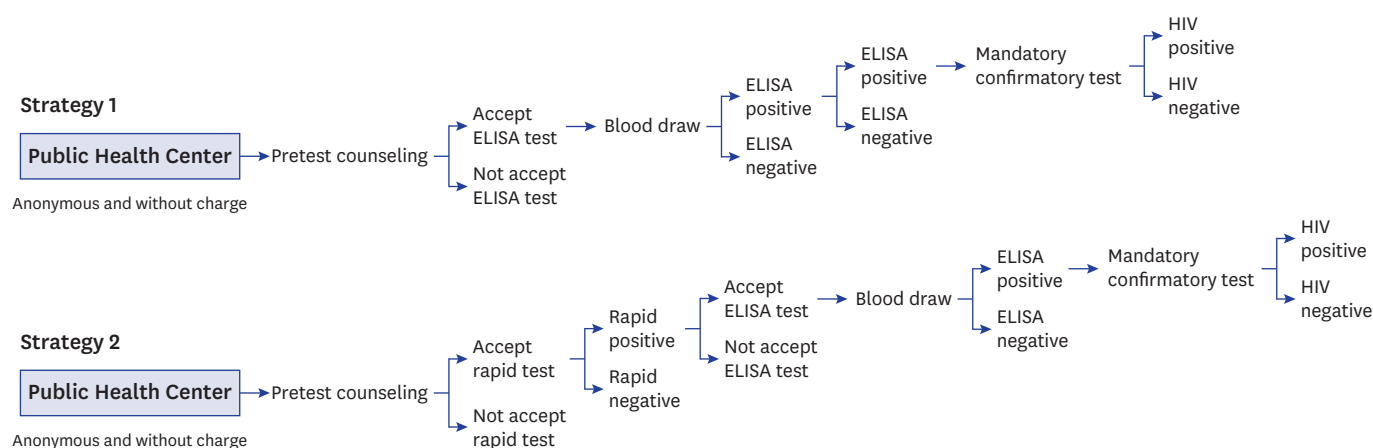 Strategy 1
Public Health Center
Anonymous and without charge
Pretest counseling
Accept
ELISA test
Not accept
ELISA test
Blood draw
ELISA
positive
ELISA
negative
ELISA
positive
ELISA
negative
Mandatory
confirmatory test
HIV
positive
HIV
negative
Strategy 2
Public Health Center
Anonymous and without charge
Pretest counseling
Accept
rapid test
Not accept
rapid test
Rapid
positive
Rapid
negative
Accept
ELISA test
Not accept
ELISA test
Blood draw
ELISA
positive
ELISA
negative
Mandatory
confirmatory test
HIV
positive
HIV
negative